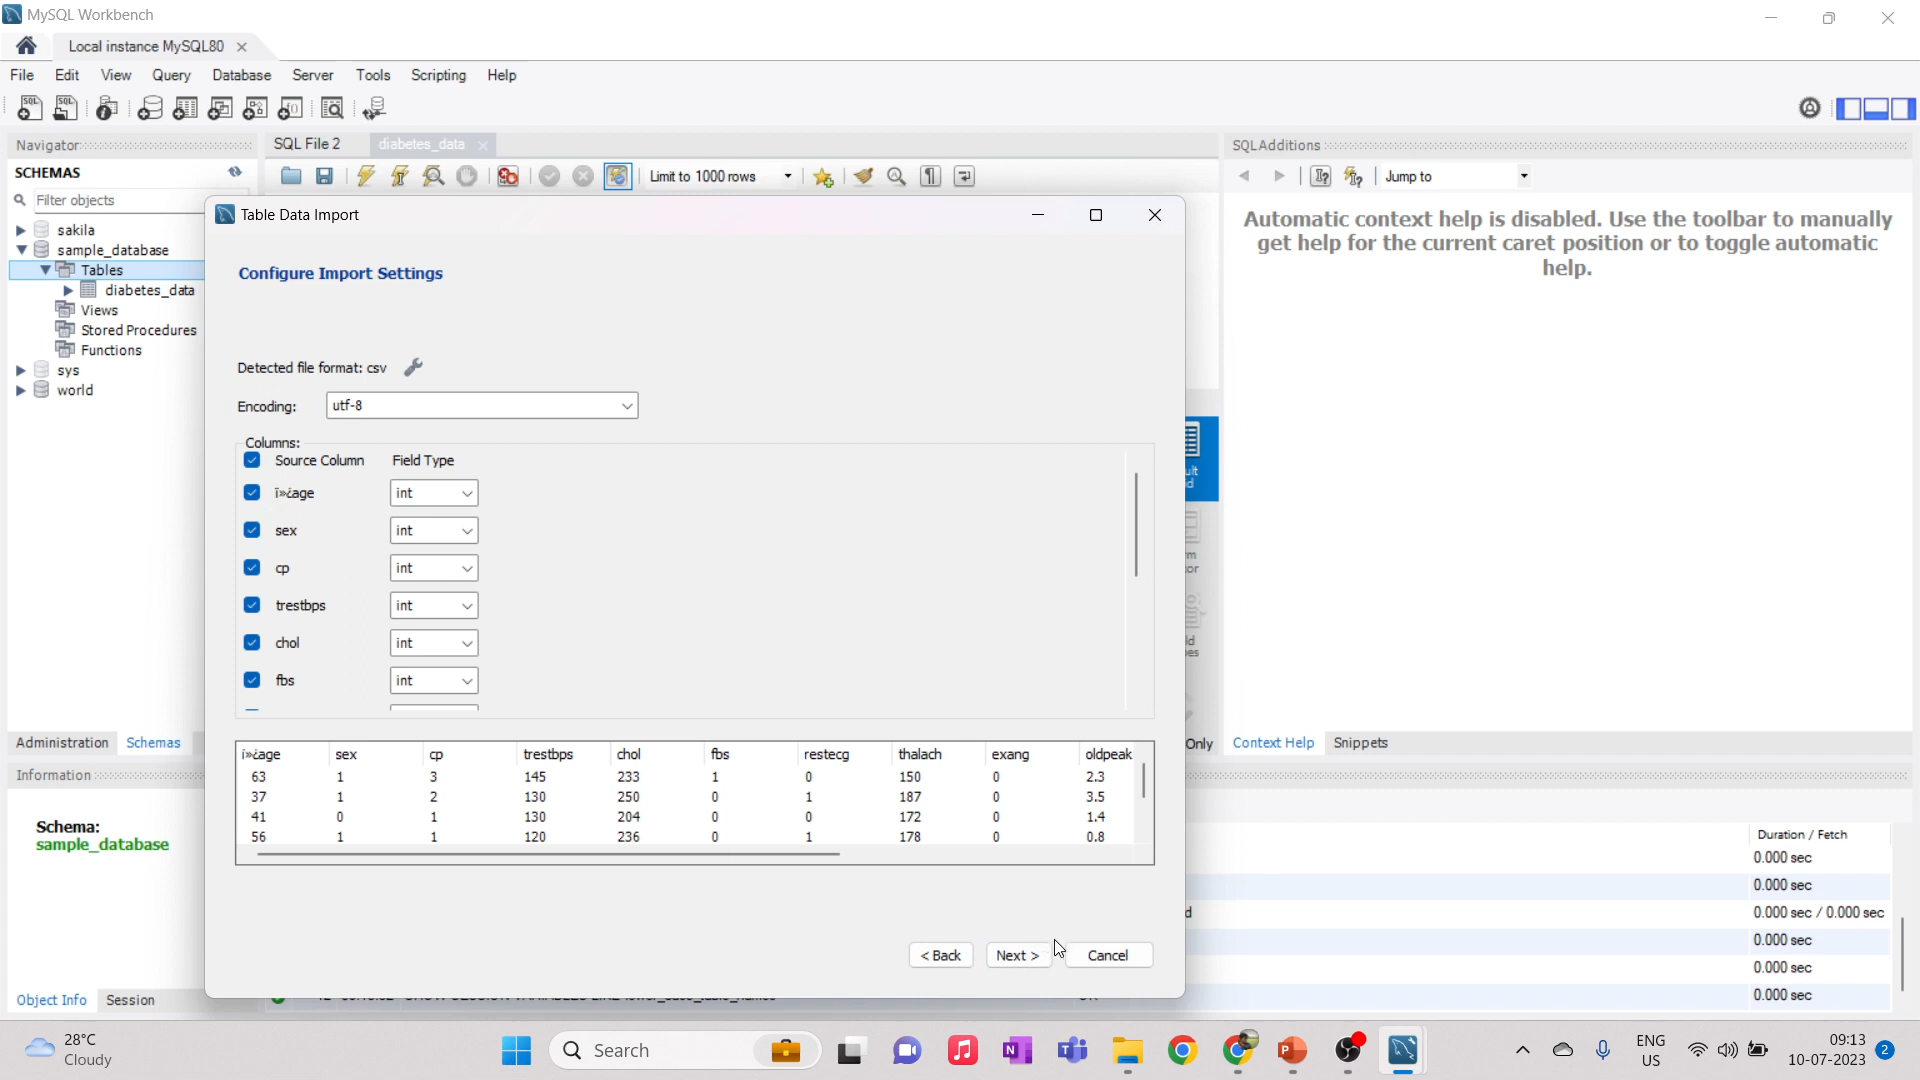 MySQL Workbench
Local instance MySQL80
File Edit View Query Database Server Tools Scripting Help
Navigator
SCHEMAS
Filter objects
sakila
sample_database
Tables
diabetes_data
Views
Stored Procedures
Functions
sys
world
Administration Schemas
Information
Schema:
sample_database
Object Info Session
SQL File 2 diabetes_data
Limit to 1000 rows
Table Data Import
Configure Import Settings
Detected file format: csv
Encoding: utf-8
Columns:
Source Column Field Type
ï»¿age int
sex int
cp int
trestbps int
chol int
fbs int
ï»¿age sex cp trestbps chol fbs restecg thalach exang oldpeak
63 1 3 145 233 1 0 150 0 2.3
37 1 2 130 250 0 1 187 0 3.5
41 0 1 130 204 0 0 172 0 1.4
56 1 1 120 236 0 1 178 0 0.8
< Back Next > Cancel
SQLAdditions
Jump to
Automatic context help is disabled. Use the toolbar to manually
get help for the current caret position or to toggle automatic
help.
Only
Context Help Snippets
Duration / Fetch
0.000 sec
0.000 sec
0.000 sec / 0.000 sec
0.000 sec
0.000 sec
0.000 sec
28°C
Cloudy
Search
ENG
US
09:13
10-07-2023
2